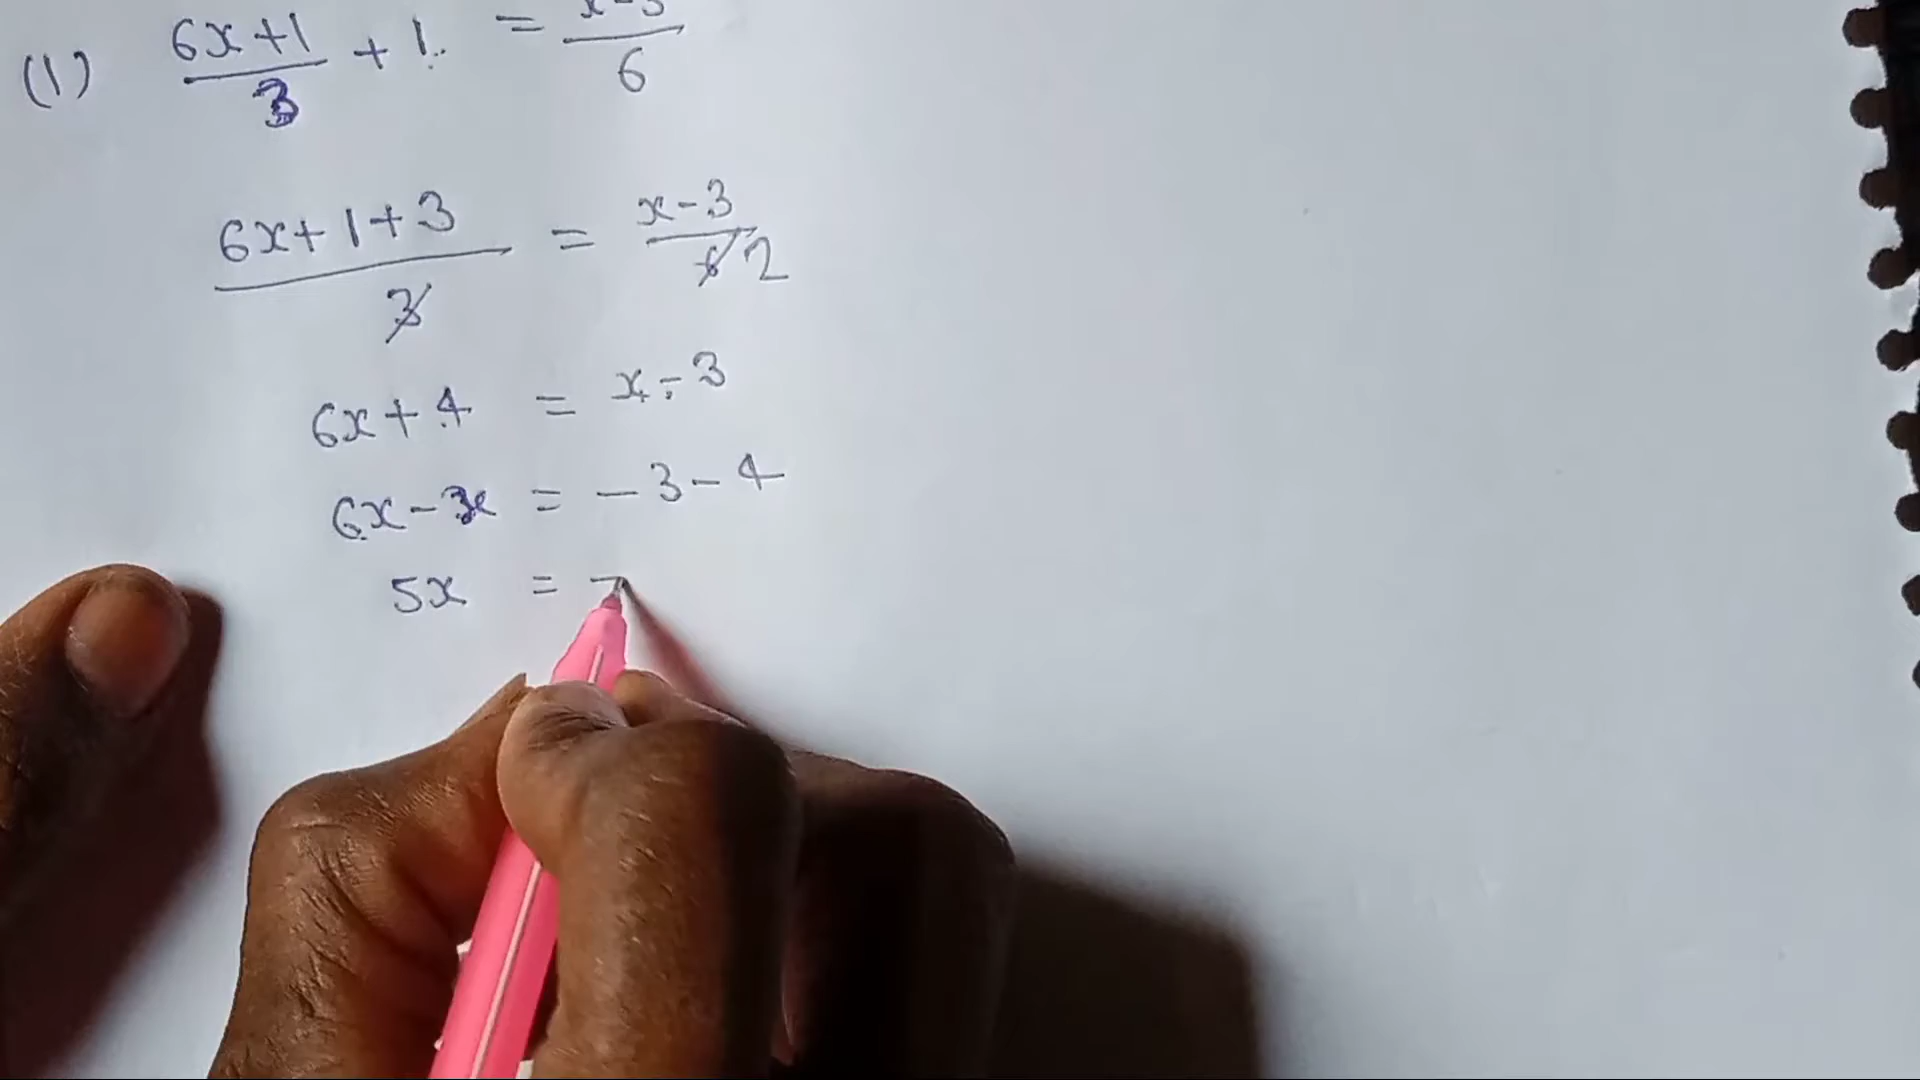 (1) (6x+1)/3 + 1 = (x-3)/6
(6x+1+3)/3 = (x-3)/6 2
6x+4 = x-3
6x-x = -3-4
5x = -